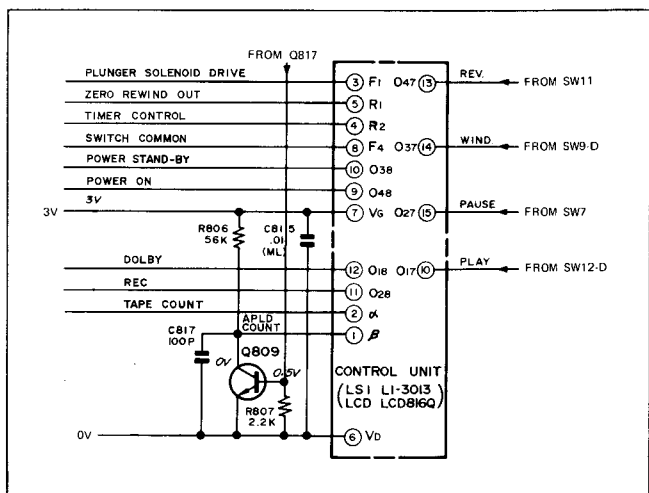 FROM Q817
PLUNGER SOLENOID DRIVE 3 F1 O47 13 REV. FROM SW11
ZERO REWIND OUT 5 R1
TIMER CONTROL 4 R2
SWITCH COMMON 8 F4 O37 14 WIND FROM SW9-D
POWER STAND-BY 10 O38
POWER ON 9 O48
3V 3V 7 VG O27 15 PAUSE FROM SW7
R806 56K
C815 .01 (ML)
DOLBY 12 O18 O17 10 PLAY FROM SW12-D
REC 11 O28
TAPE COUNT 2 α
APLD COUNT 1 β
C817 100P
Q809
0V
0.5V
R807 2.2K
CONTROL UNIT
(LSI LI-3013
LCD LCD816Q)
0V 6 VD